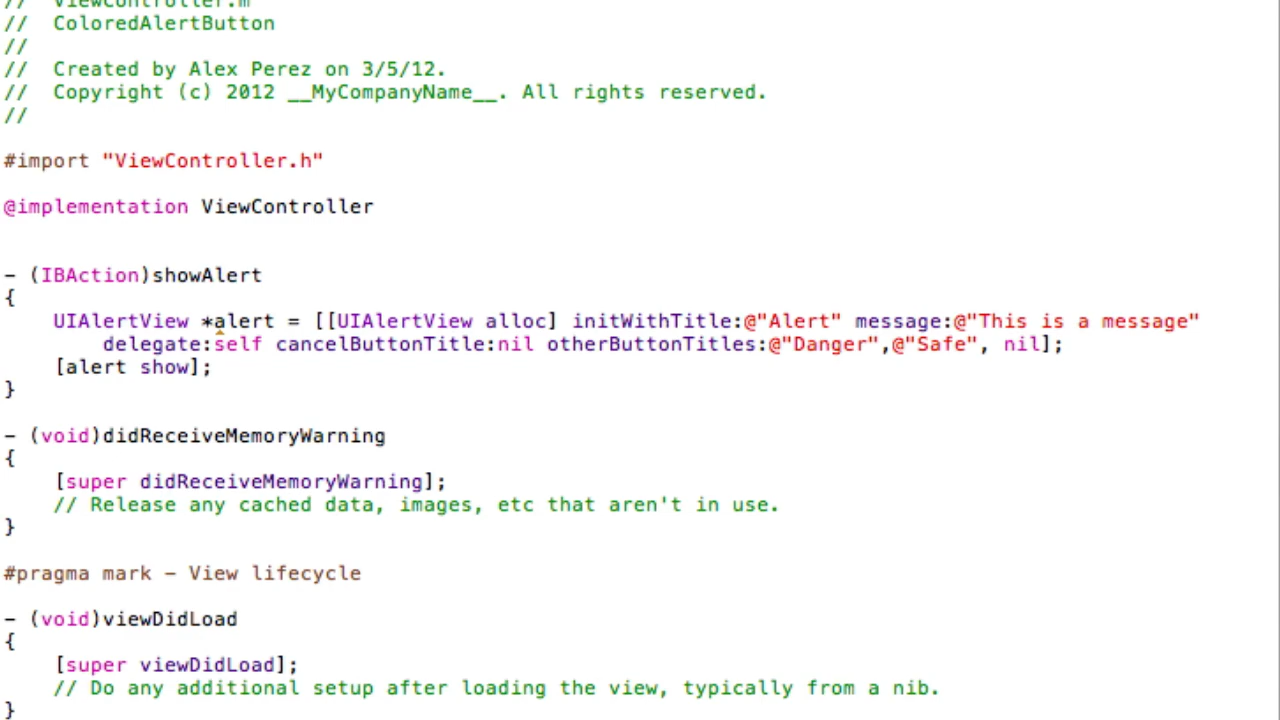 //  ViewController.m
//  ColoredAlertButton
//
//  Created by Alex Perez on 3/5/12.
//  Copyright (c) 2012 __MyCompanyName__. All rights reserved.
//
#import "ViewController.h"
@implementation ViewController
- (IBAction)showAlert
{
    UIAlertView *alert = [[UIAlertView alloc] initWithTitle:@"Alert" message:@"This is a message"
        delegate:self cancelButtonTitle:nil otherButtonTitles:@"Danger",@"Safe", nil];
    [alert show];
}
- (void)didReceiveMemoryWarning
{
    [super didReceiveMemoryWarning];
    // Release any cached data, images, etc that aren't in use.
}
#pragma mark - View lifecycle
- (void)viewDidLoad
{
    [super viewDidLoad];
    // Do any additional setup after loading the view, typically from a nib.
}